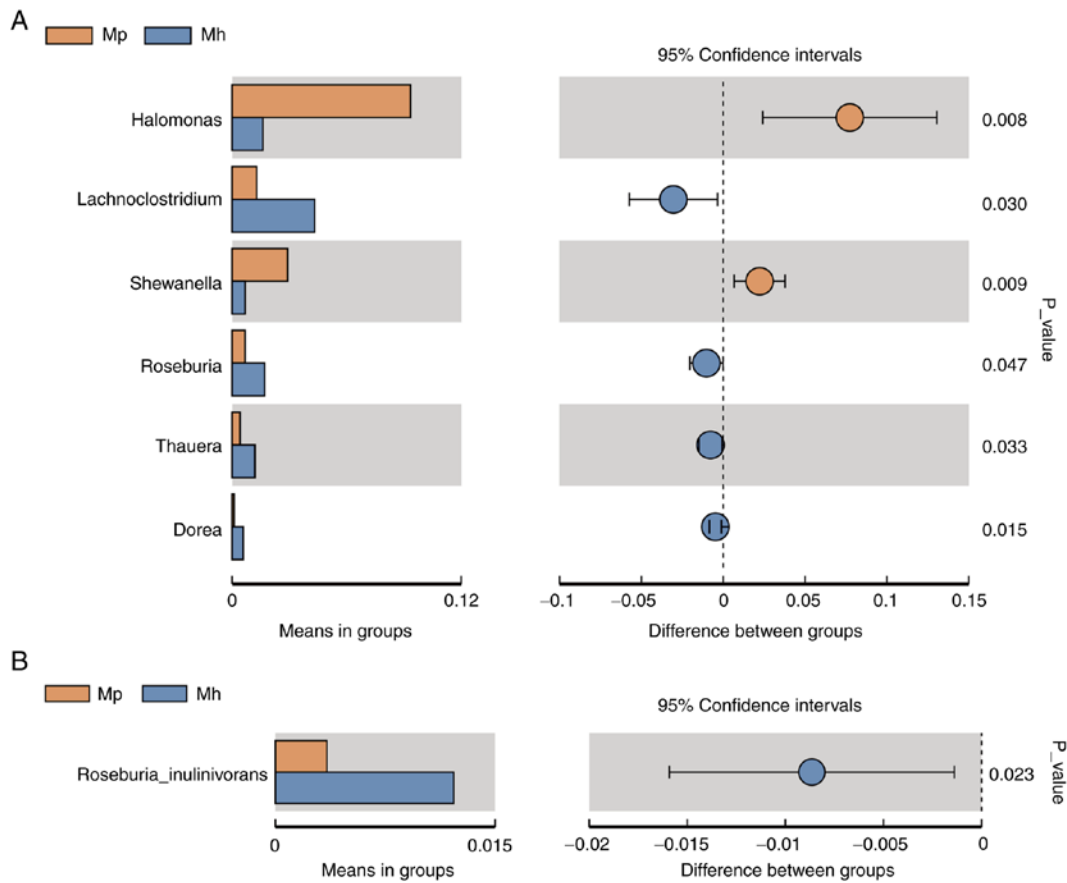 A
Mp Mh
95% Confidence intervals
Halomonas 0.008
Lachnoclostridium 0.030
Shewanella 0.009
Roseburia 0.047
Thauera 0.033
Dorea 0.015
P_value
0 0.12 −0.1 −0.05 0 0.05 0.10 0.15
Means in groups Difference between groups
B
Mp Mh
95% Confidence intervals
Roseburia_inulinivorans 0.023
P_value
0 0.015 −0.02 −0.015 −0.01 −0.005 0
Means in groups Difference between groups